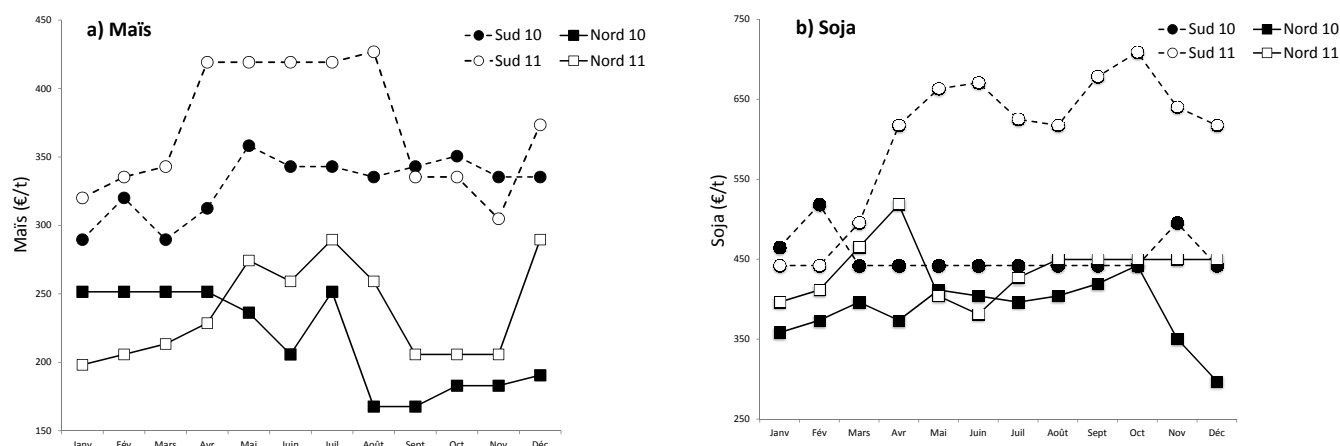 a) Maïs
Sud 10 Nord 10
Sud 11 Nord 11
Maïs (€/t)
450
400
350
300
250
200
150
Janv Fév Mars Avr Mai Juin Juil Août Sept Oct Nov Déc
b) Soja
Sud 10 Nord 10
Sud 11 Nord 11
Soja (€/t)
750
650
550
450
350
250
Janv Fév Mars Avr Mai Juin Juil Août Sept Oct Nov Déc